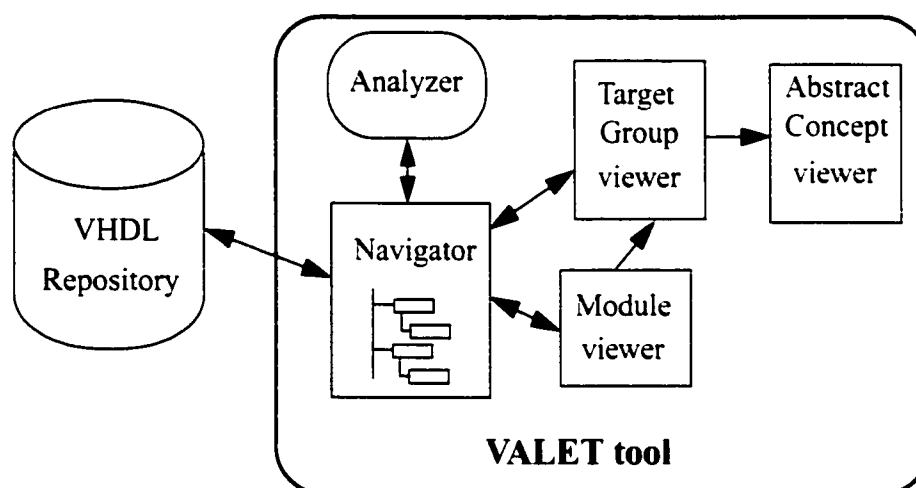 Analyzer
Target
Group
viewer
Abstract
Concept
viewer
VHDL
Repository
Navigator
Module
viewer
VALET tool